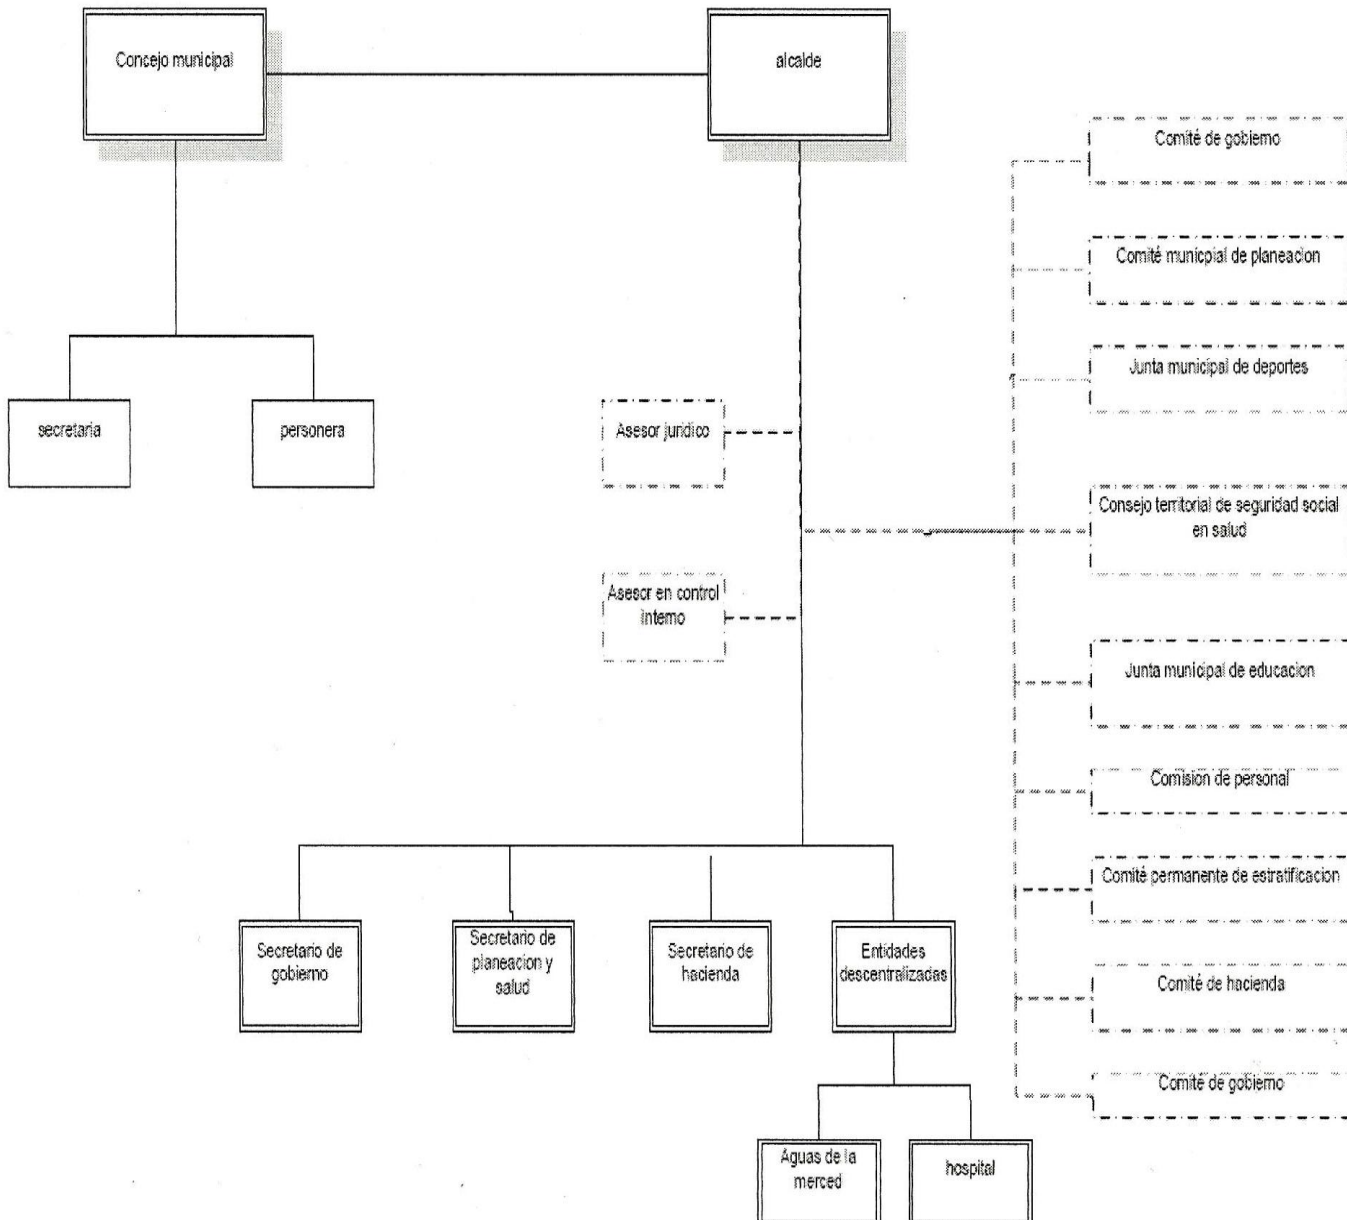 Concejo municipal
alcalde
Comité de gobierno
Comité municpial de planeacion
Junta municipal de deportes
secretaria
personera
Asesor juridico
Consejo territorial de seguridad social
en salud
Asesor en control
interno
Junta municipal de educacion
Comision de personal
Comité permanente de estratificacion
Secretario de
gobierno
Secretario de
planeacion y
salud
Secretario de
hacienda
Entidades
descentralizadas
Comité de hacienda
Comité de gobierno
Aguas de la
merced
hospital